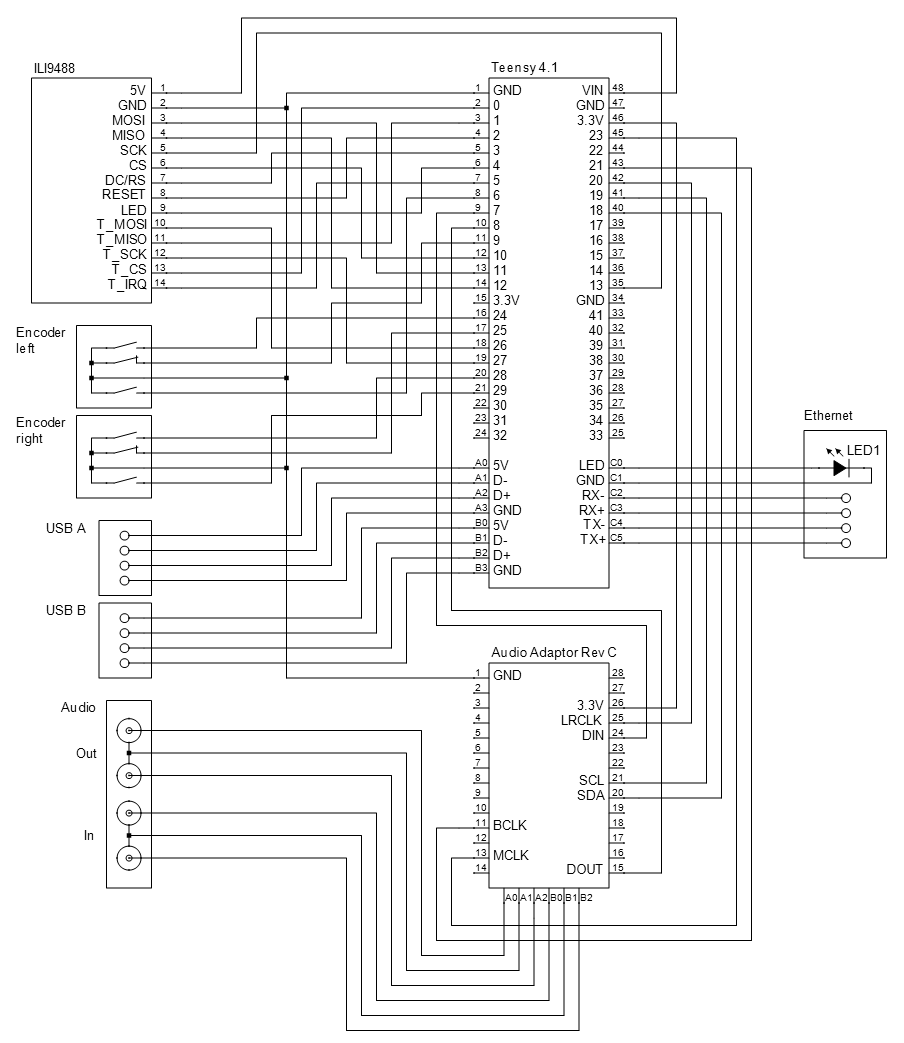 ILI9488
5V 1
GND 2
MOSI 3
MISO 4
SCK 5
CS 6
DC/RS 7
RESET 8
LED 9
T_MOSI 10
T_MISO 11
T_SCK 12
T_CS 13
T_IRQ 14
Encoder
left
Encoder
right
USB A
USB B
Audio
Out
In
Teensy 4.1
1 GND VIN 48
2 0 GND 47
3 1 3.3V 46
4 2 23 45
5 3 22 44
6 4 21 43
7 5 20 42
8 6 19 41
9 7 18 40
10 8 17 39
11 9 16 38
12 10 15 37
13 11 14 36
14 12 13 35
15 3.3V GND 34
16 24 41 33
17 25 40 32
18 26 39 31
19 27 38 30
20 28 37 29
21 29 36 28
22 30 35 27
23 31 34 26
24 32 33 25
A0 5V LED C0
A1 D- GND C1
A2 D+ RX- C2
A3 GND RX+ C3
B0 5V TX- C4
B1 D- TX+ C5
B2 D+
B3 GND
Ethernet
LED1
Audio Adaptor Rev C
1 GND 28
2 27
3 3.3V 26
4 LRCLK 25
5 DIN 24
6 23
7 22
8 SCL 21
9 SDA 20
10 19
11 BCLK 18
12 17
13 MCLK 16
14 DOUT 15
A0 A1 A2 B0 B1 B2